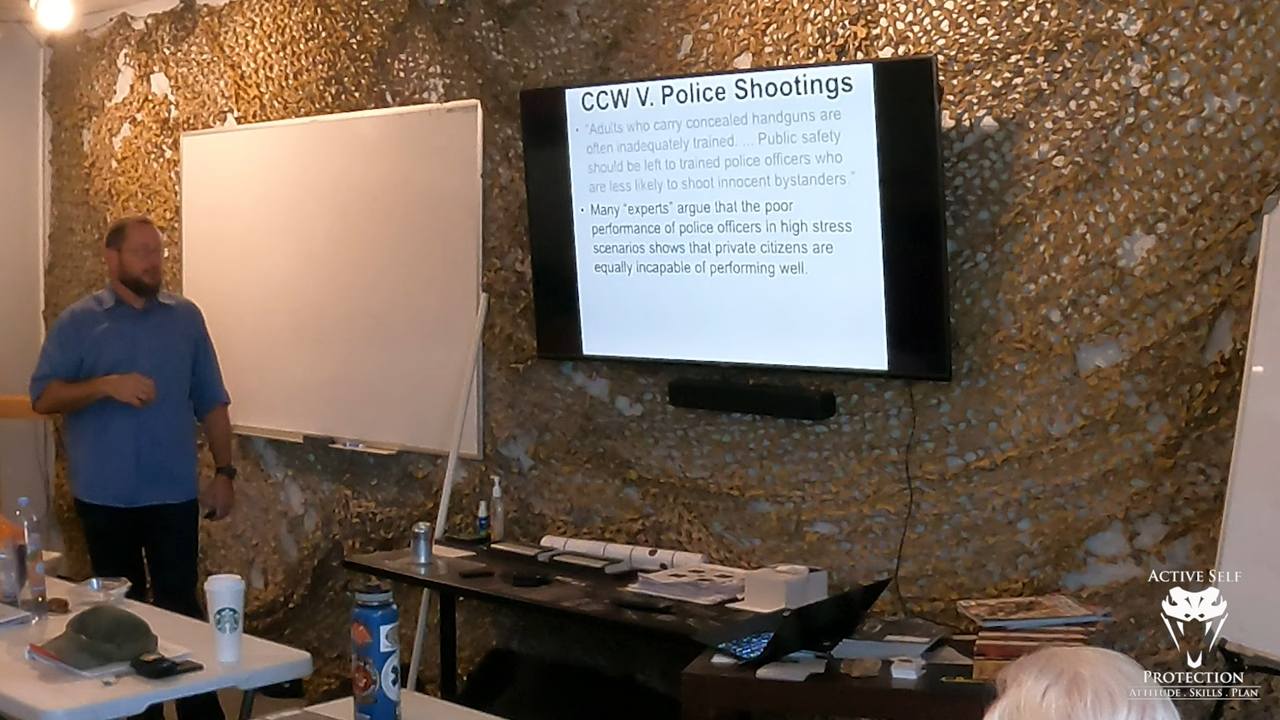 CCW V. Police Shootings
• "Adults who carry concealed handguns are
often inadequately trained. ... Public safety
should be left to trained police officers who
are less likely to shoot innocent bystanders."
• Many "experts" argue that the poor
performance of police officers in high stress
scenarios shows that private citizens are
equally incapable of performing well.
ACTIVE SELF
PROTECTION
ATTITUDE . SKILLS . PLAN